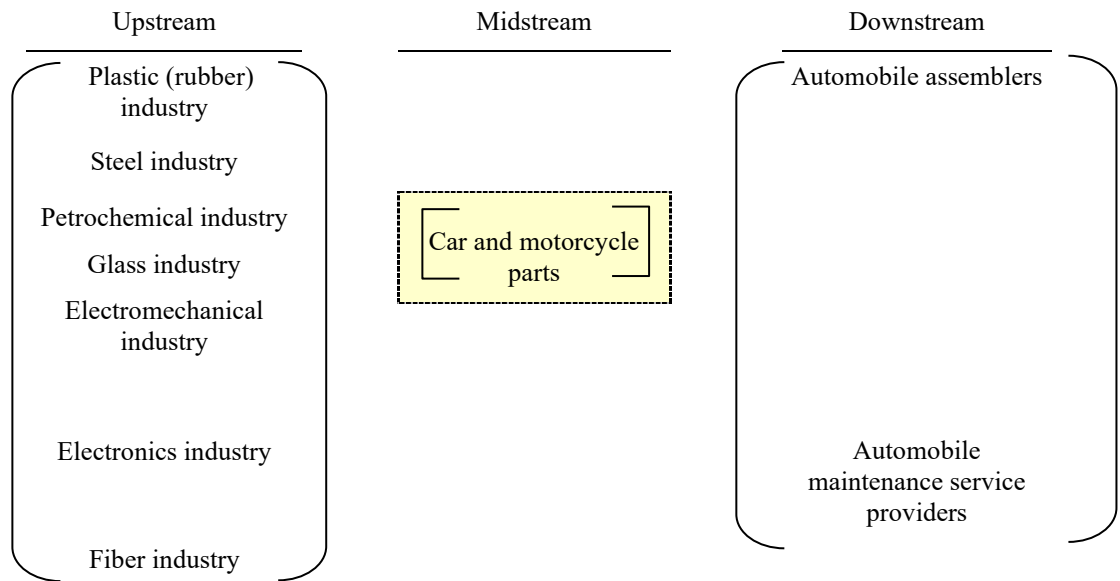 Upstream
Plastic (rubber)
industry
Steel industry
Petrochemical industry
Glass industry
Electromechanical
industry
Electronics industry
Fiber industry
Midstream
Car and motorcycle
parts
Downstream
Automobile assemblers
Automobile
maintenance service
providers